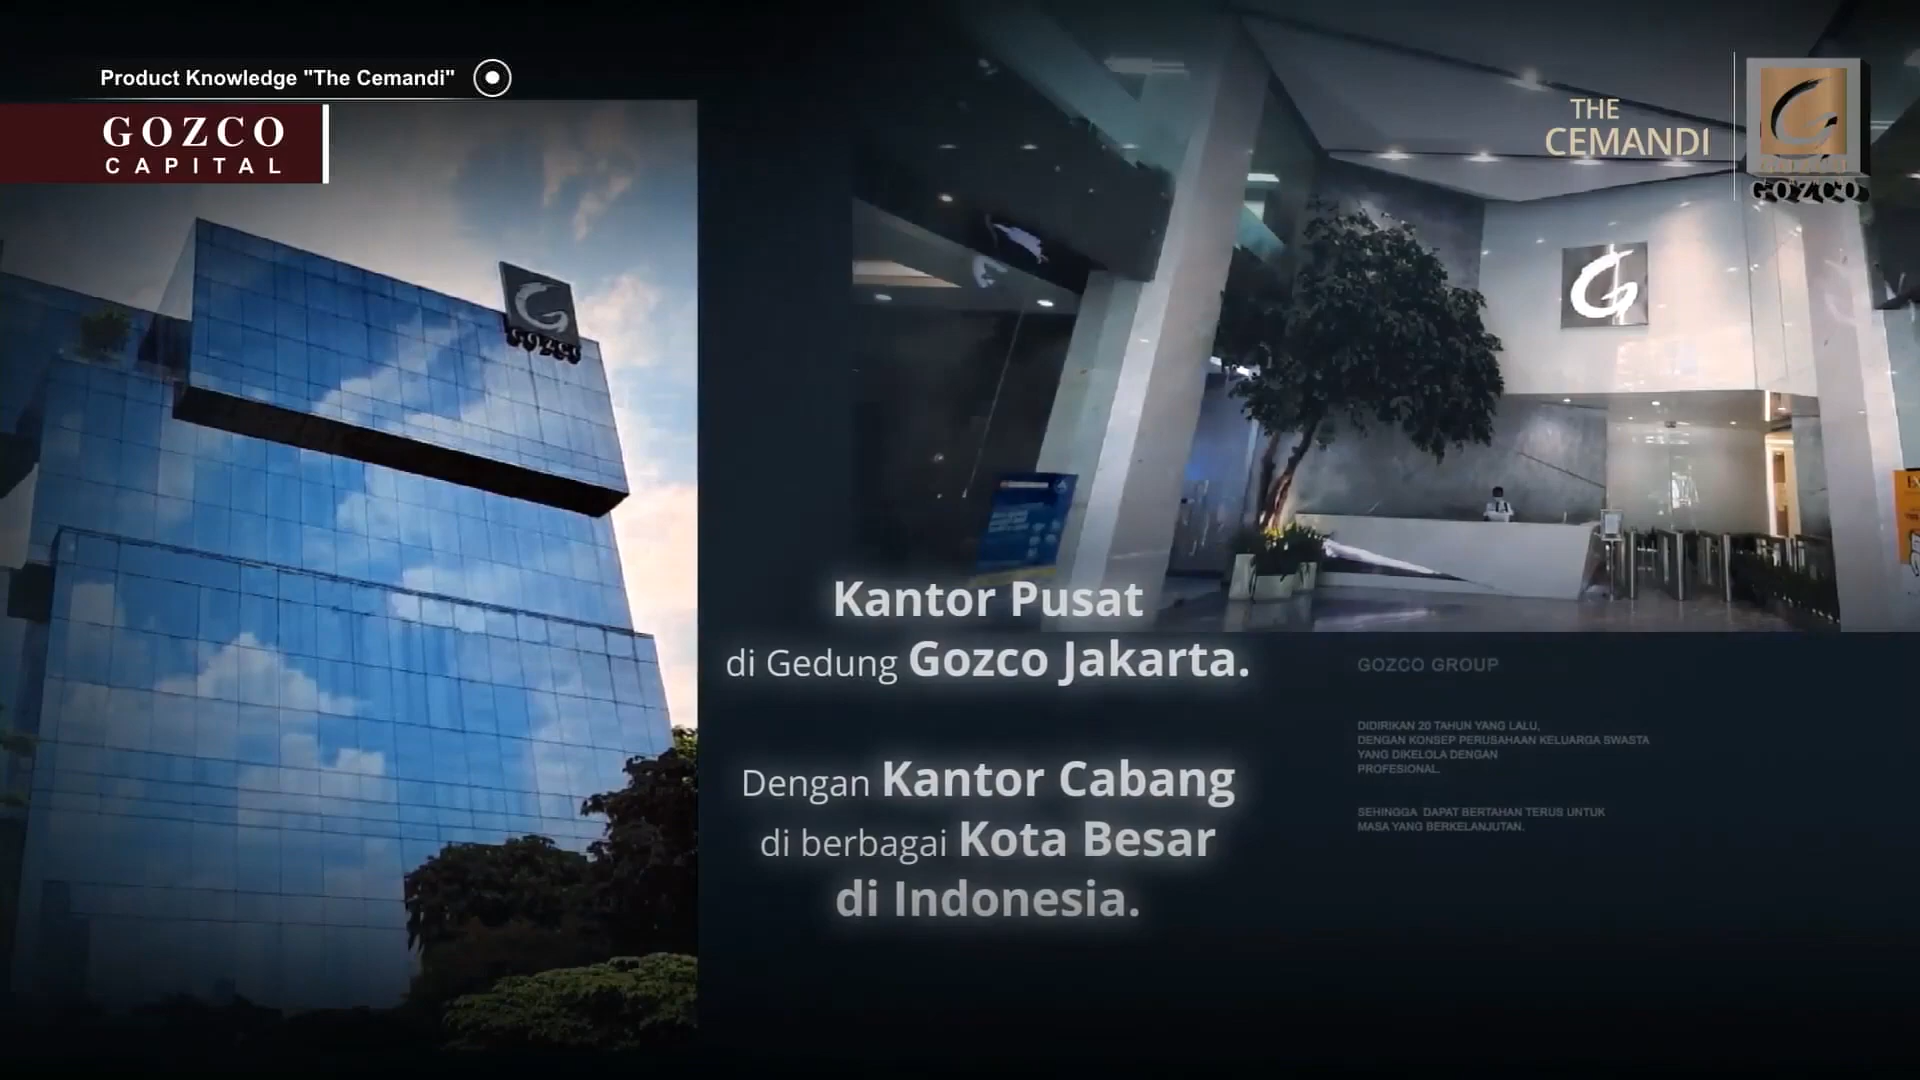 Product Knowledge "The Cemandi"
GOZCO
CAPITAL
THE
CEMANDI
GOZCO
GOZCO
Kantor Pusat
di Gedung Gozco Jakarta.
Dengan Kantor Cabang
di berbagai Kota Besar
di Indonesia.
GOZCO GROUP
DIDIRIKAN 20 TAHUN YANG LALU,
DENGAN KONSEP PERUSAHAAN KELUARGA SWASTA
YANG DIKELOLA DENGAN
PROFESIONAL.
SEHINGGA DAPAT BERTAHAN TERUS UNTUK
MASA YANG BERKELANJUTAN.